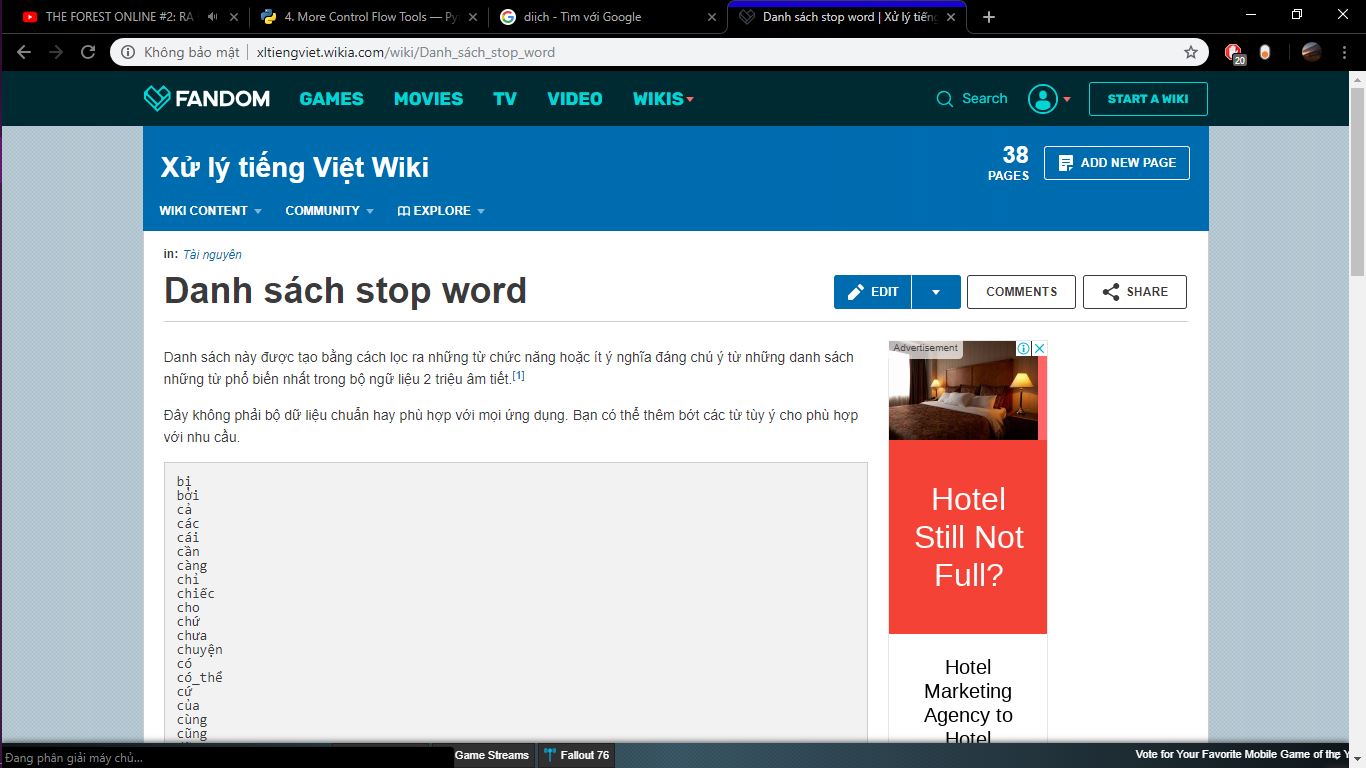 THE FOREST ONLINE #2: RA
4. More Control Flow Tools — Py
diịch - Tìm với Google
Danh sách stop word | Xử lý tiếng
Không bảo mật
xltiengviet.wikia.com/wiki/Danh_sách_stop_word
20
FANDOM
GAMES
MOVIES
TV
VIDEO
WIKIS
Search
START A WIKI
Xử lý tiếng Việt Wiki
38
PAGES
ADD NEW PAGE
WIKI CONTENT
COMMUNITY
EXPLORE
in: Tài nguyên
Danh sách stop word
EDIT
COMMENTS
SHARE
Danh sách này được tạo bằng cách lọc ra những từ chức năng hoặc ít ý nghĩa đáng chú ý từ những danh sách
những từ phổ biến nhất trong bộ ngữ liệu 2 triệu âm tiết.[1]
Đây không phải bộ dữ liệu chuẩn hay phù hợp với mọi ứng dụng. Bạn có thể thêm bớt các từ tùy ý cho phù hợp
với nhu cầu.
bị
bởi
cả
các
cái
cần
càng
chỉ
chiếc
cho
chứ
chưa
chuyện
có
có_thể
cứ
của
cùng
cũng
Advertisement
Hotel
Still Not
Full?
Hotel
Marketing
Agency to
Hotel
Đang phân giải máy chủ...
Game Streams
Fallout 76
Vote for Your Favorite Mobile Game of the Y